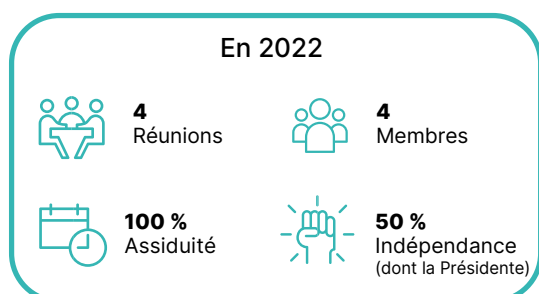 En 2022
4
Réunions
4
Membres
100 %
Assiduité
50 %
Indépendance
(dont la Présidente)